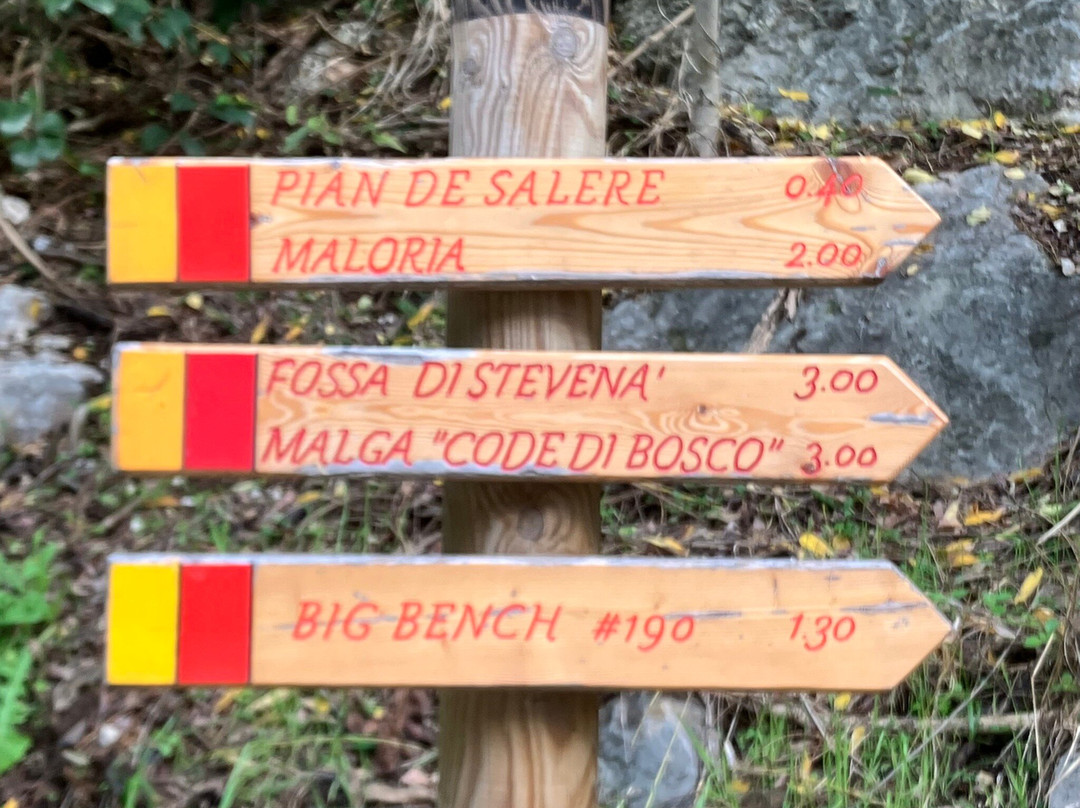 PIAN DE SALERE 0.40
MALORIA 2.00
FOSSA DI STEVENA' 3.00
MALGA "CODE DI BOSCO" 3.00
BIG BENCH #190 1.30